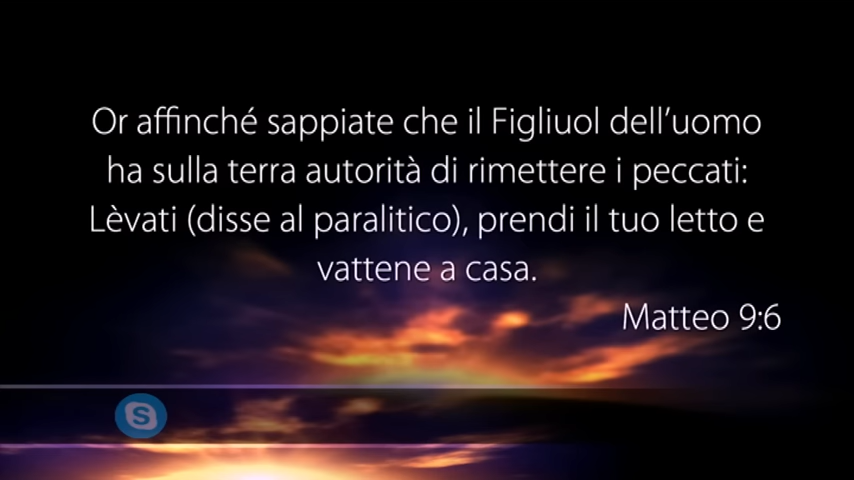 Or affinché sappiate che il Figliuol dell’uomo
ha sulla terra autorità di rimettere i peccati:
Lèvati (disse al paralitico), prendi il tuo letto e
vattene a casa.
Matteo 9:6